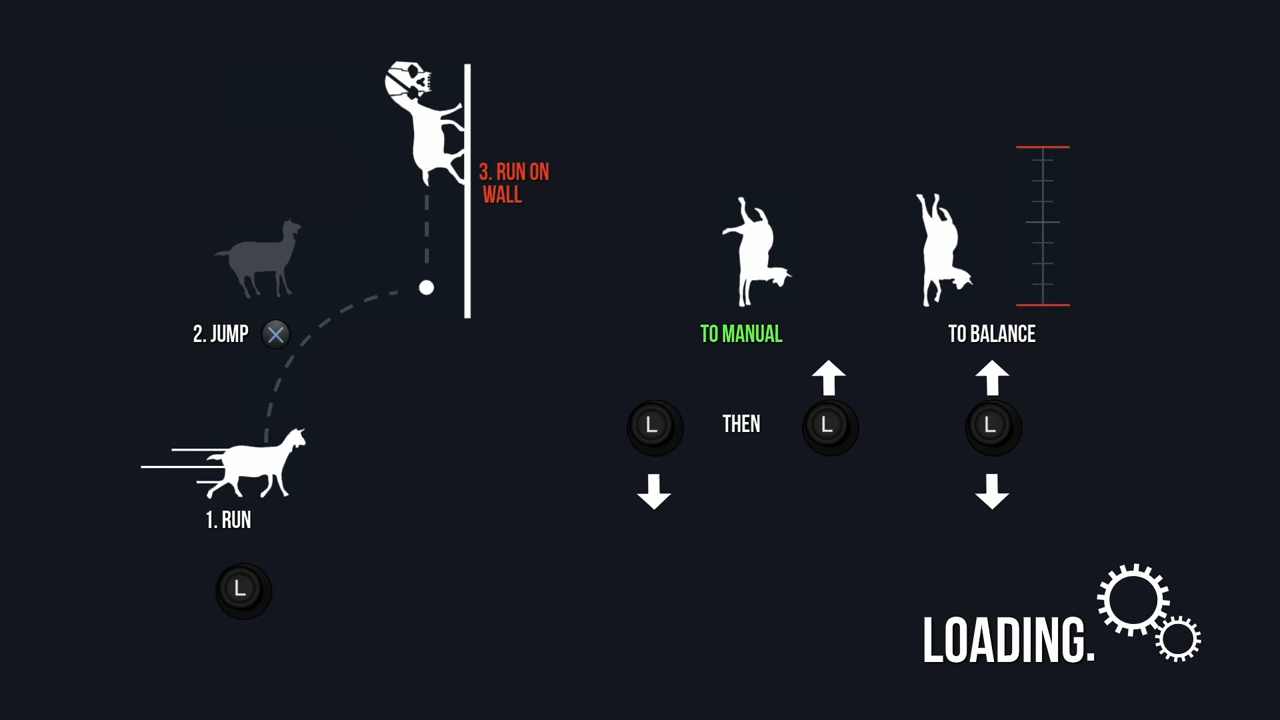 3. RUN ON
WALL
2. JUMP
1. RUN
L
TO MANUAL
L THEN L
TO BALANCE
L
LOADING.